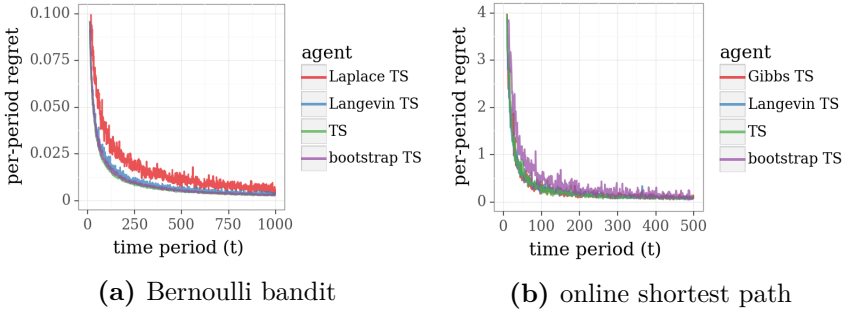 0.100
0.075
0.050
0.025
0
per-period regret
0 250 500 750 1000
time period (t)
agent
Laplace TS
Langevin TS
TS
bootstrap TS
(a) Bernoulli bandit
4
3
2
1
0
per-period regret
0 100 200 300 400 500
time period (t)
agent
Gibbs TS
Langevin TS
TS
bootstrap TS
(b) online shortest path